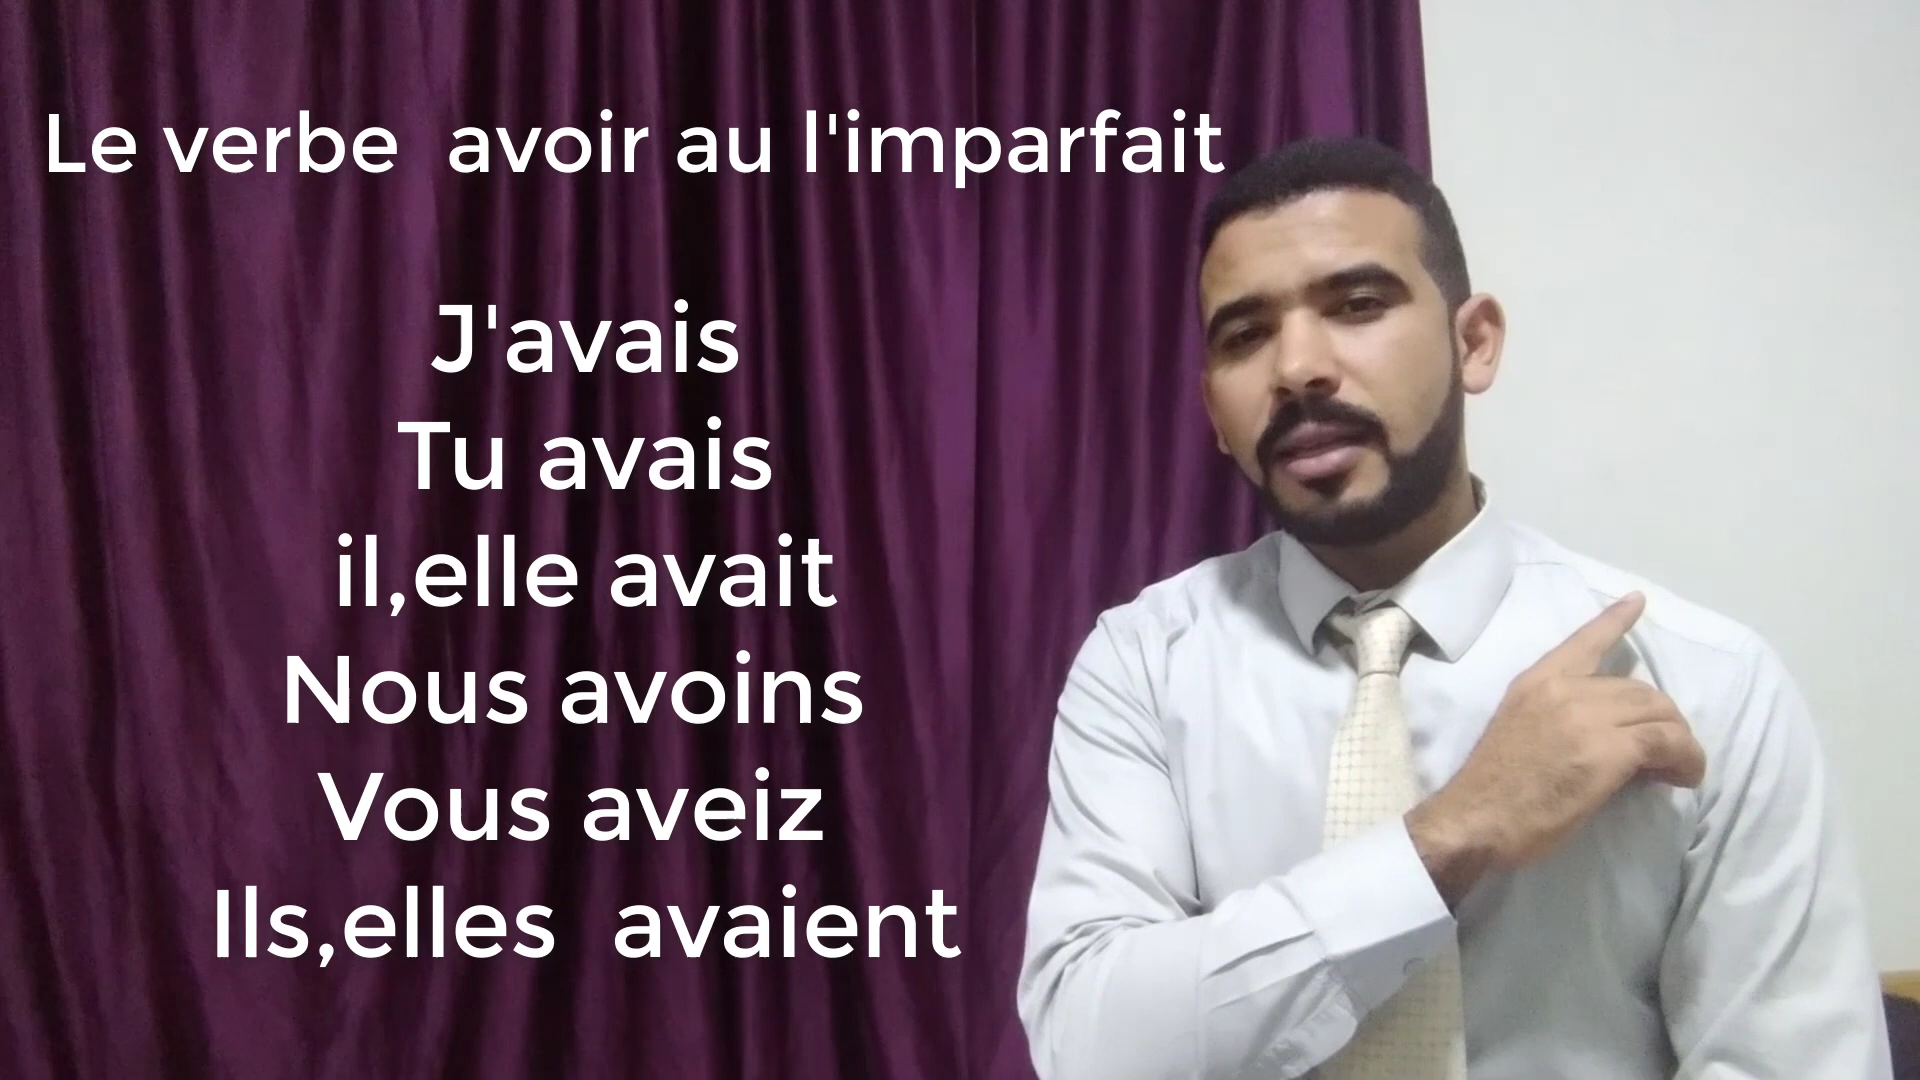 Le verbe avoir au l'imparfait
J'avais
Tu avais
il,elle avait
Nous avoins
Vous aveiz
Ils,elles avaient